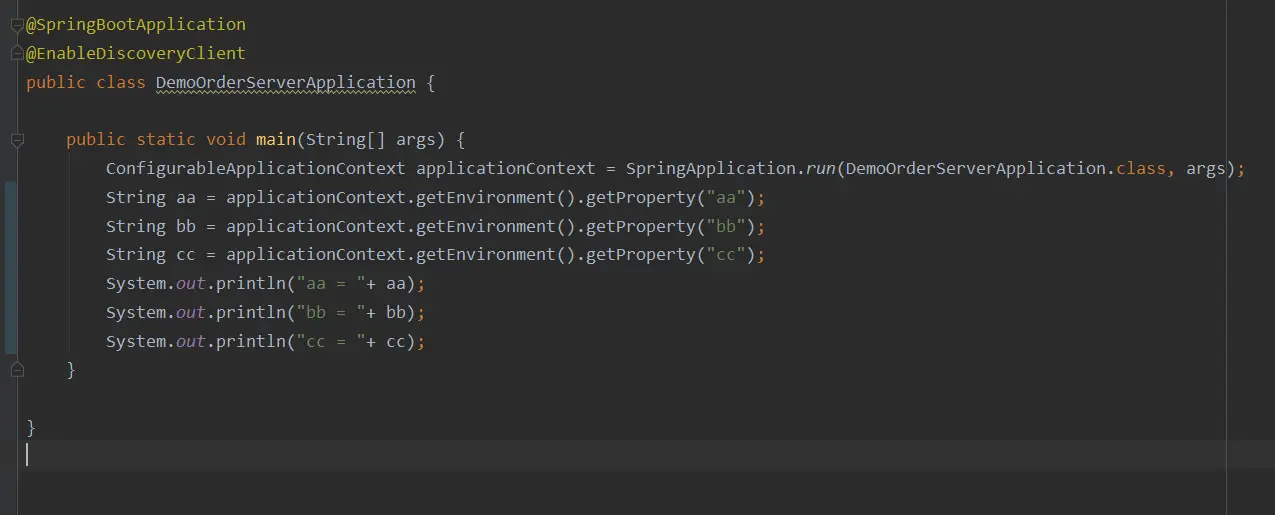 @SpringBootApplication
@EnableDiscoveryClient
public class DemoOrderServerApplication {
public static void main(String[] args) {
ConfigurableApplicationContext applicationContext = SpringApplication.run(DemoOrderServerApplication.class, args);
String aa = applicationContext.getEnvironment().getProperty("aa");
String bb = applicationContext.getEnvironment().getProperty("bb");
String cc = applicationContext.getEnvironment().getProperty("cc");
System.out.println("aa = "+ aa);
System.out.println("bb = "+ bb);
System.out.println("cc = "+ cc);
}
}